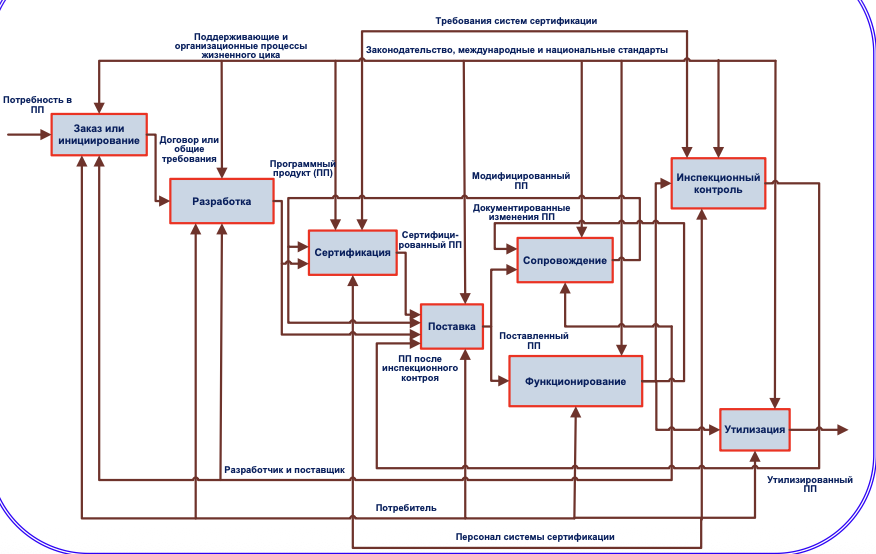 Требования систем сертификации
Поддерживающие и
организационные процессы
жизненного цика
Законодательство, международные и национальные стандарты
Потребность в
ПП
Заказ или
инициирование
Договор или
общие
требования
Программный
продукт (ПП)
Разработка
Модифицированный
ПП
Инспекционный
контроль
Документированные
изменения ПП
Сертификация
Сертифици-
рованный ПП
Сопровождение
Поставка
Поставленный
ПП
ПП после
инспекционного
контроя
Функционирование
Утилизация
Разработчик и поставщик
Утилизированный
ПП
Потребитель
Персонал системы сертификации